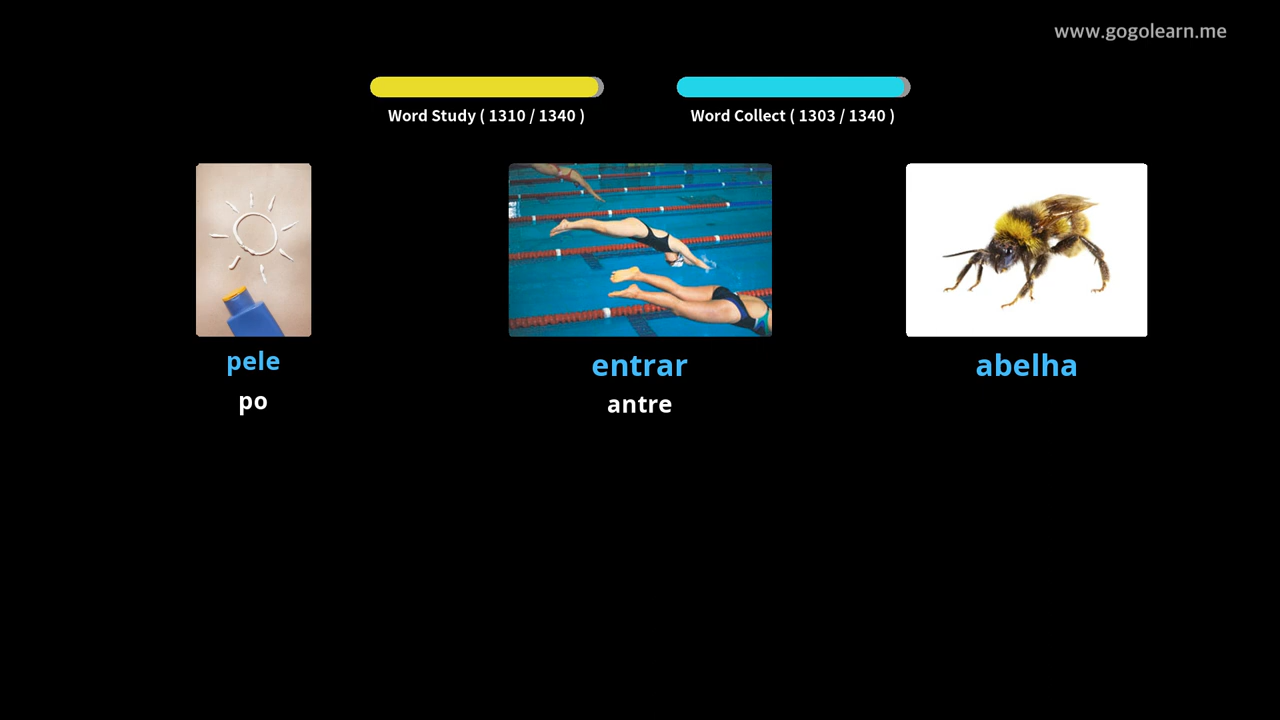 www.gogolearn.me
Word Study ( 1310 / 1340 )
Word Collect ( 1303 / 1340 )
pele
entrar
abelha
po
antre